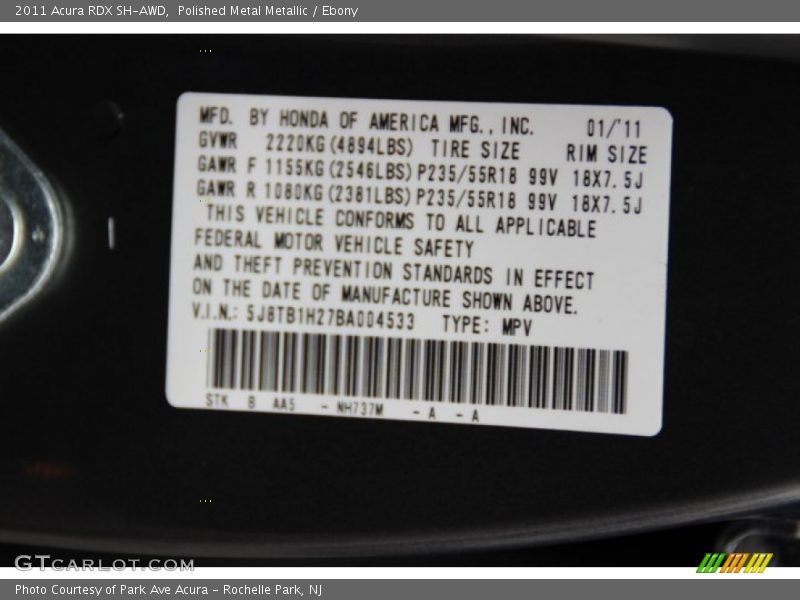 2011 Acura RDX SH-AWD,  Polished Metal Metallic / Ebony
MFD. BY HONDA OF AMERICA MFG., INC. 01/'11
GVWR 2220KG(4894LBS) TIRE SIZE RIM SIZE
GAWR F 1155KG(2546LBS) P235/55R18 99V 18X7.5J
GAWR R 1080KG(2381LBS) P235/55R18 99V 18X7.5J
THIS VEHICLE CONFORMS TO ALL APPLICABLE
FEDERAL MOTOR VEHICLE SAFETY
AND THEFT PREVENTION STANDARDS IN EFFECT
ON THE DATE OF MANUFACTURE SHOWN ABOVE.
V.I.N.: 5J8TB1H27BA004533 TYPE: MPV
STK B AA5 - NH737M - A - A
GTCARLOT.COM
Photo Courtesy of Park Ave Acura - Rochelle Park, NJ